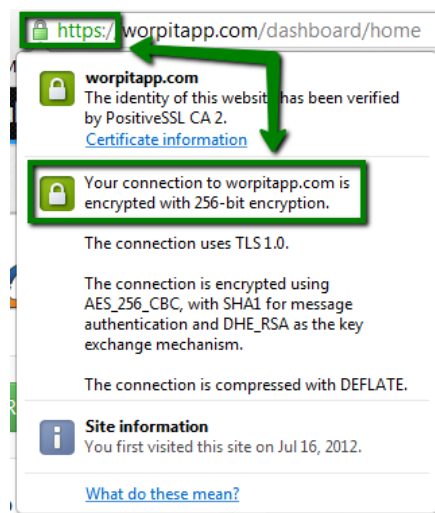 https://worpitapp.com/dashboard/home
worpitapp.com
The identity of this website has been verified
by PositiveSSL CA 2.
Certificate information
Your connection to worpitapp.com is
encrypted with 256-bit encryption.
The connection uses TLS 1.0.
The connection is encrypted using
AES_256_CBC, with SHA1 for message
authentication and DHE_RSA as the key
exchange mechanism.
The connection is compressed with DEFLATE.
Site information
You first visited this site on Jul 16, 2012.
What do these mean?